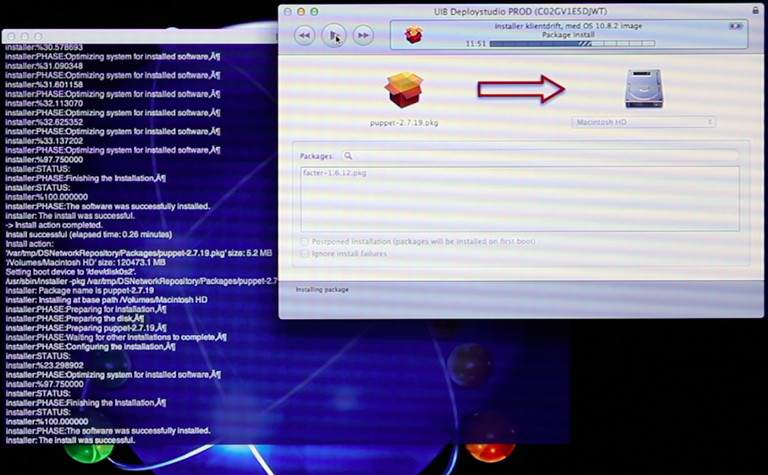 installer:%30.578693
installer:PHASE:Optimizing system for installed software‚Ä¶
installer:%31.090348
installer:PHASE:Optimizing system for installed software‚Ä¶
installer:%31.601158
installer:PHASE:Optimizing system for installed software‚Ä¶
installer:%32.113070
installer:PHASE:Optimizing system for installed software‚Ä¶
installer:%32.625352
installer:PHASE:Optimizing system for installed software‚Ä¶
installer:%33.137202
installer:PHASE:Optimizing system for installed software‚Ä¶
installer:%97.750000
installer:STATUS:
installer:PHASE:Finishing the Installation‚Ä¶
installer:STATUS:
installer:%100.000000
installer:PHASE:The software was successfully installed.
installer: The install was successful.
-> Install action completed.
Install successful (elapsed time: 0.26 minutes)
Install action:
'/var/tmp/DSNetworkRepository/Packages/puppet-2.7.19.pkg' size: 5.2 MB
'/Volumes/Macintosh HD' size: 120473.1 MB
Setting boot device to '/dev/disk0s2'.
/usr/sbin/installer -pkg /var/tmp/DSNetworkRepository/Packages/puppet-2.7
installer: Package name is puppet-2.7.19
installer: Installing at base path /Volumes/Macintosh HD
installer:PHASE:Preparing for installation‚Ä¶
installer:PHASE:Preparing the disk‚Ä¶
installer:PHASE:Preparing puppet-2.7.19‚Ä¶
installer:PHASE:Waiting for other installations to complete‚Ä¶
installer:PHASE:Configuring the installation‚Ä¶
installer:STATUS:
installer:%23.298902
installer:PHASE:Optimizing system for installed software‚Ä¶
installer:%97.750000
installer:STATUS:
installer:PHASE:Finishing the Installation‚Ä¶
installer:STATUS:
installer:%100.000000
installer:PHASE:The software was successfully installed.
installer: The install was successful.
UIB Deploystudio PROD (C02GV1E5DJWT)
Installer klientdrift, med OS 10.8.2 image
Package install
11:51
puppet-2.7.19.pkg
Macintosh HD
Packages:
facter-1.6.12.pkg
Postponed installation (packages will be installed on first boot)
Ignore install failures
Installing package